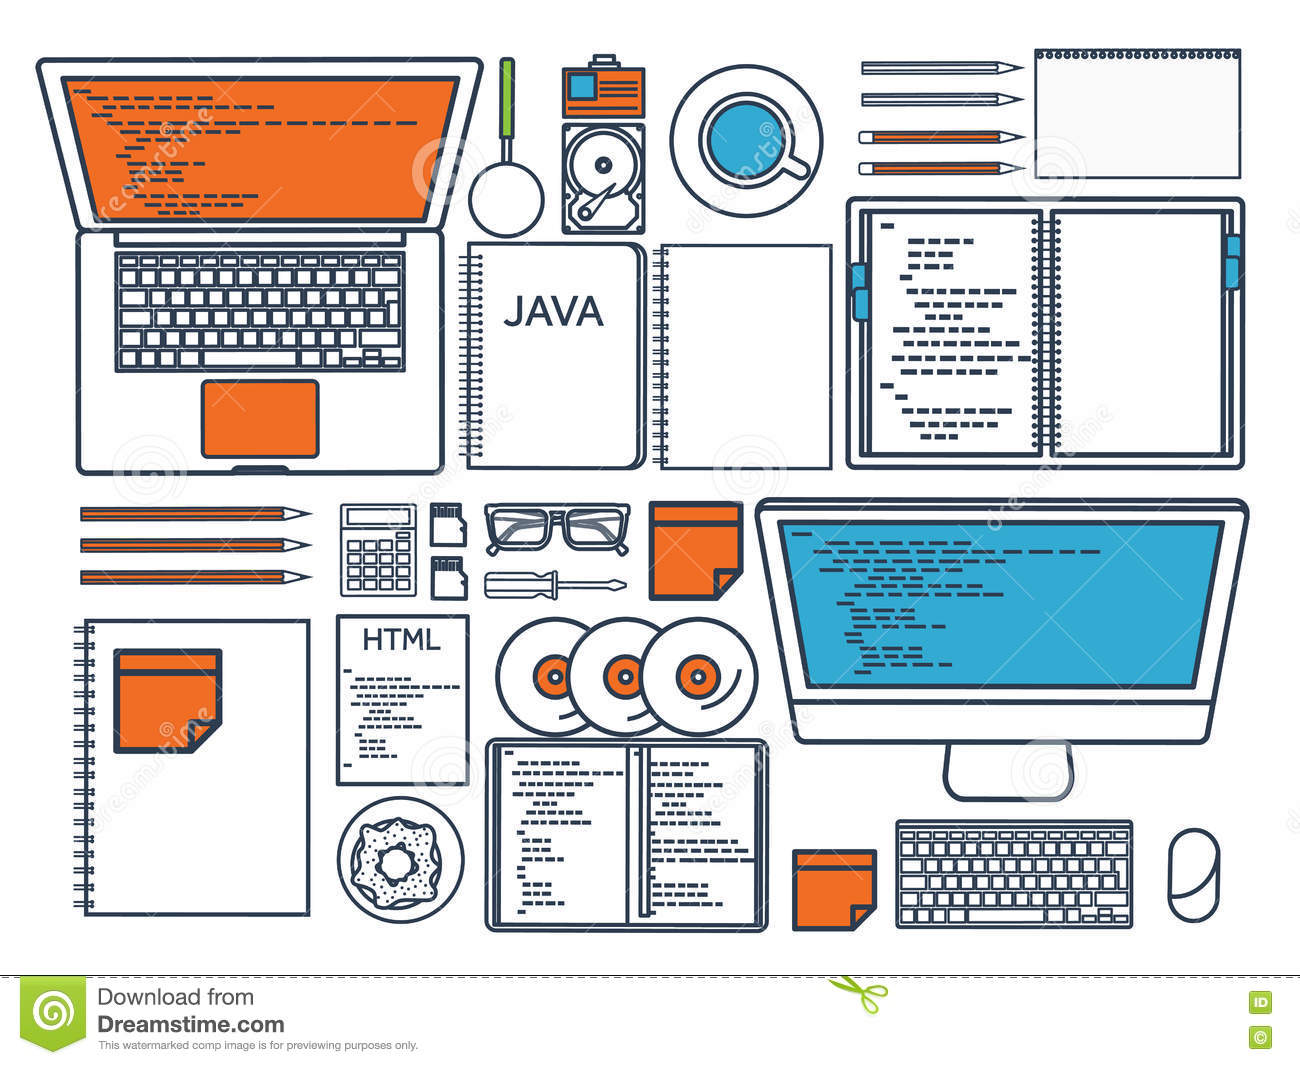 JAVA
HTML
Download from
Dreamstime.com
This watermarked comp image is for previewing purposes only.
ID
©